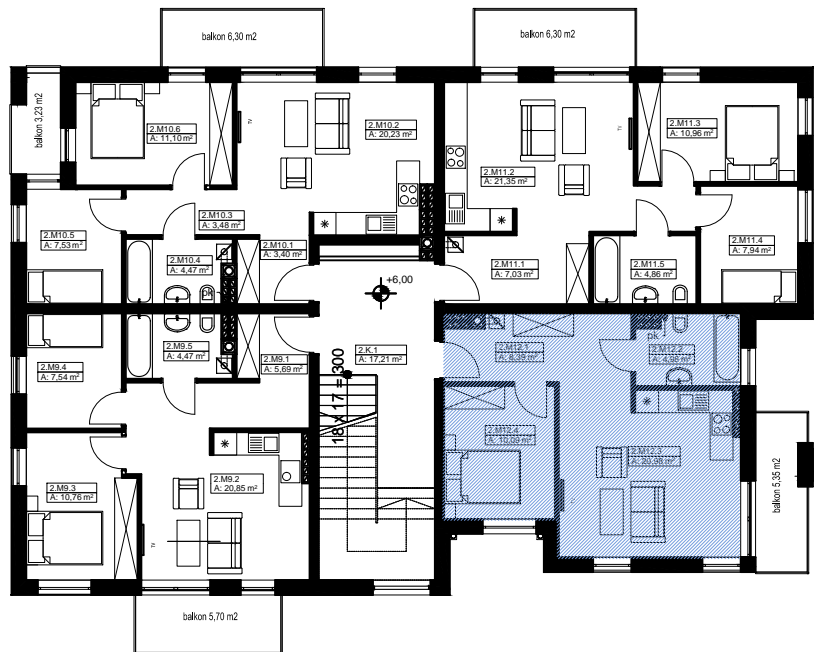 balkon 6,30 m2
balkon 6,30 m2
balkon 3,23 m2
2.M10.6
A: 11,10 m²
TV
2.M10.2
A: 20,23 m²
TV
2.M11.3
A: 10,96 m²
2.M11.2
A: 21,35 m²
2.M10.5
A: 7,53 m²
2.M10.3
A: 3,48 m²
2.M10.4
A: 4,47 m²
2.M10.1
A: 3,40 m²
pk
+6,00
2.M11.1
A: 7,03 m²
2.M11.5
A: 4,86 m²
2.M11.4
A: 7,94 m²
2.M9.5
A: 4,47 m²
2.M9.1
A: 5,69 m²
2.K.1
A: 17,21 m²
18 x 17 = 300
2.M9.4
A: 7,54 m²
2.M12.1
A: 8,39 m²
pk
2.M12.2
A: 4,98 m²
2.M12.4
A: 10,09 m²
2.M12.3
A: 20,98 m²
TV
balkon 5,35 m2
2.M9.3
A: 10,76 m²
2.M9.2
A: 20,85 m²
TV
balkon 5,70 m2